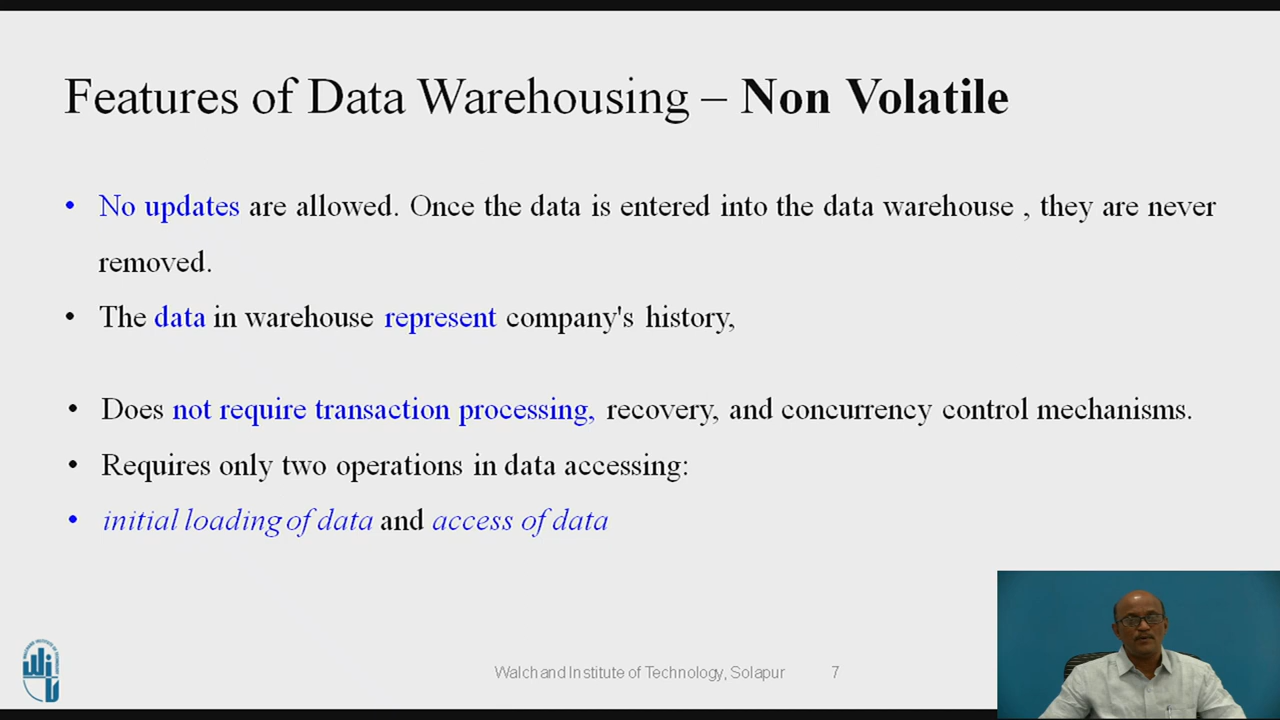 Features of Data Warehousing – Non Volatile
• No updates are allowed. Once the data is entered into the data warehouse , they are never
removed.
• The data in warehouse represent company's history,
• Does not require transaction processing, recovery, and concurrency control mechanisms.
• Requires only two operations in data accessing:
• initial loading of data and access of data
Walchand Institute of Technology, Solapur 7